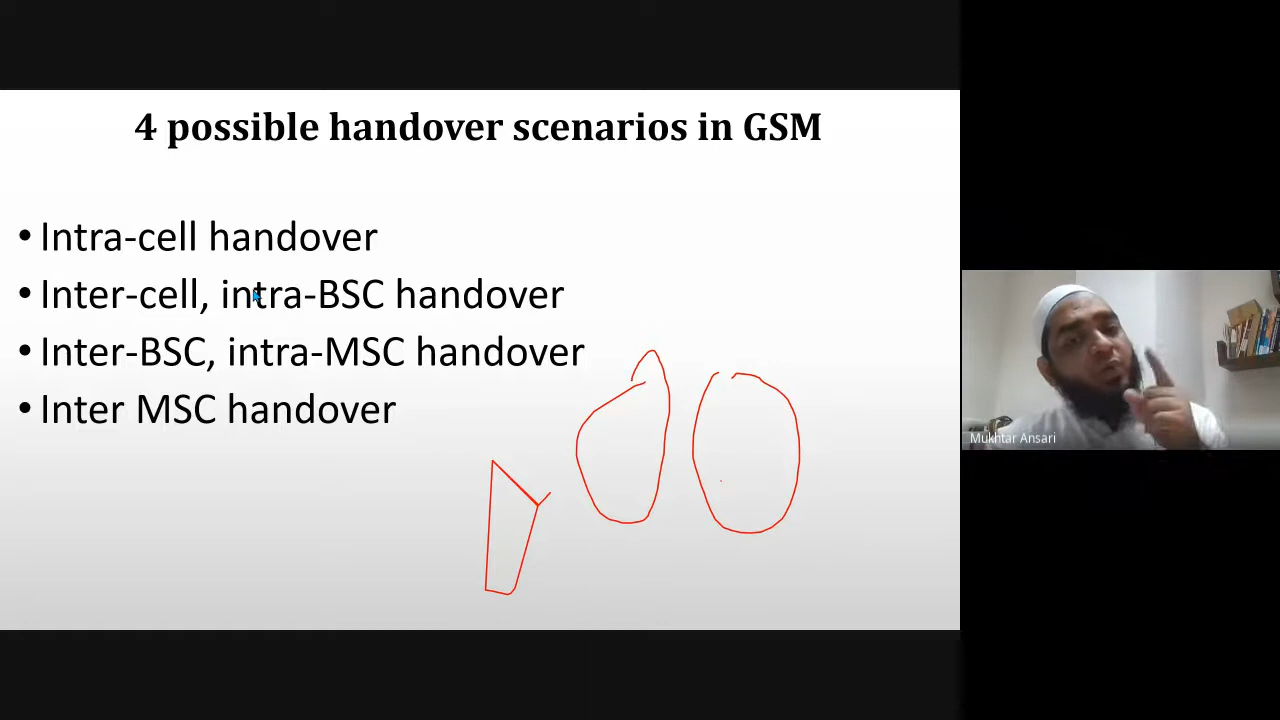 4 possible handover scenarios in GSM
• Intra-cell handover
• Inter-cell, intra-BSC handover
• Inter-BSC, intra-MSC handover
• Inter MSC handover
Mukhtar Ansari